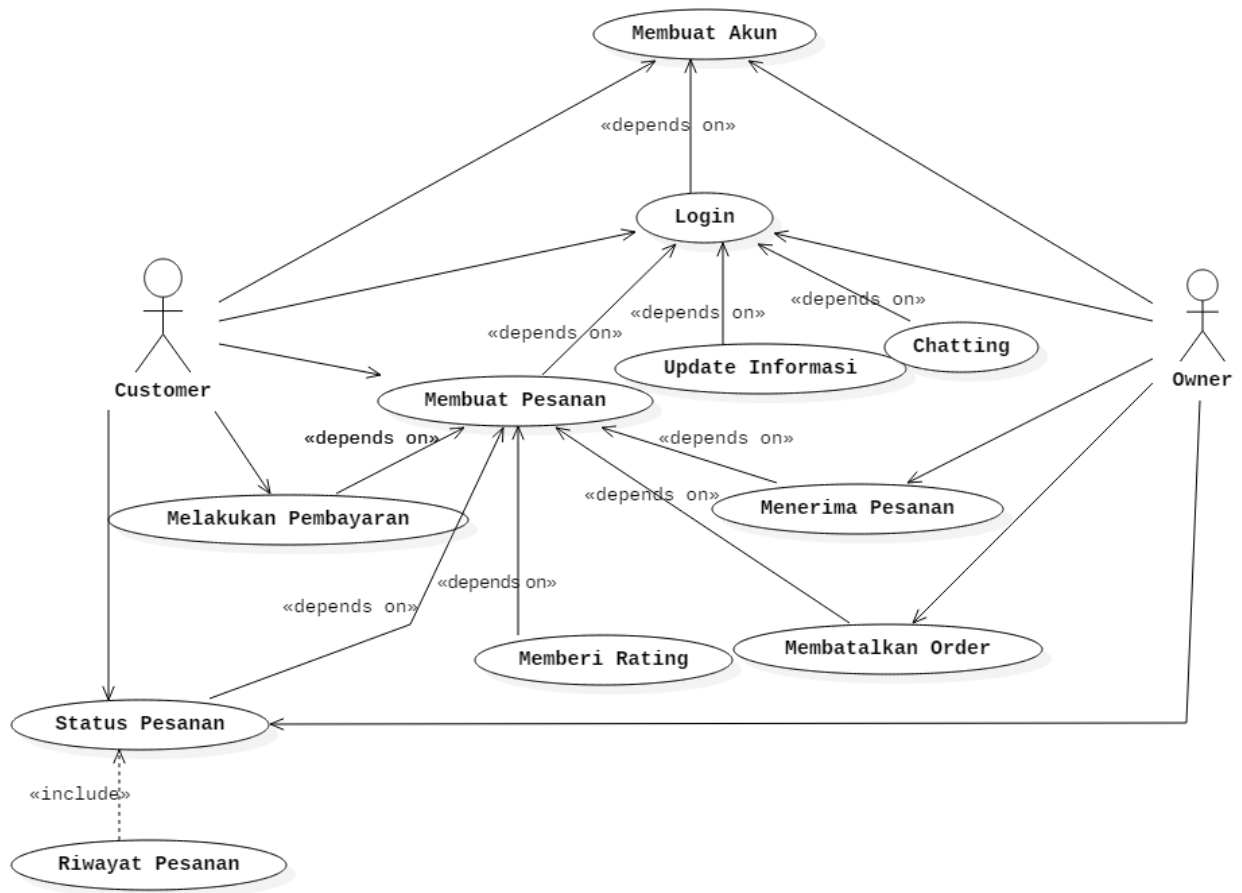 Membuat Akun
«depends on»
Login
«depends on»
«depends on»
«depends on»
Chatting
Update Informasi
Customer
Owner
Membuat Pesanan
«depends on»
«depends on»
«depends on»
Menerima Pesanan
Melakukan Pembayaran
«depends on»
«depends on»
Membatalkan Order
Memberi Rating
Status Pesanan
«include»
Riwayat Pesanan